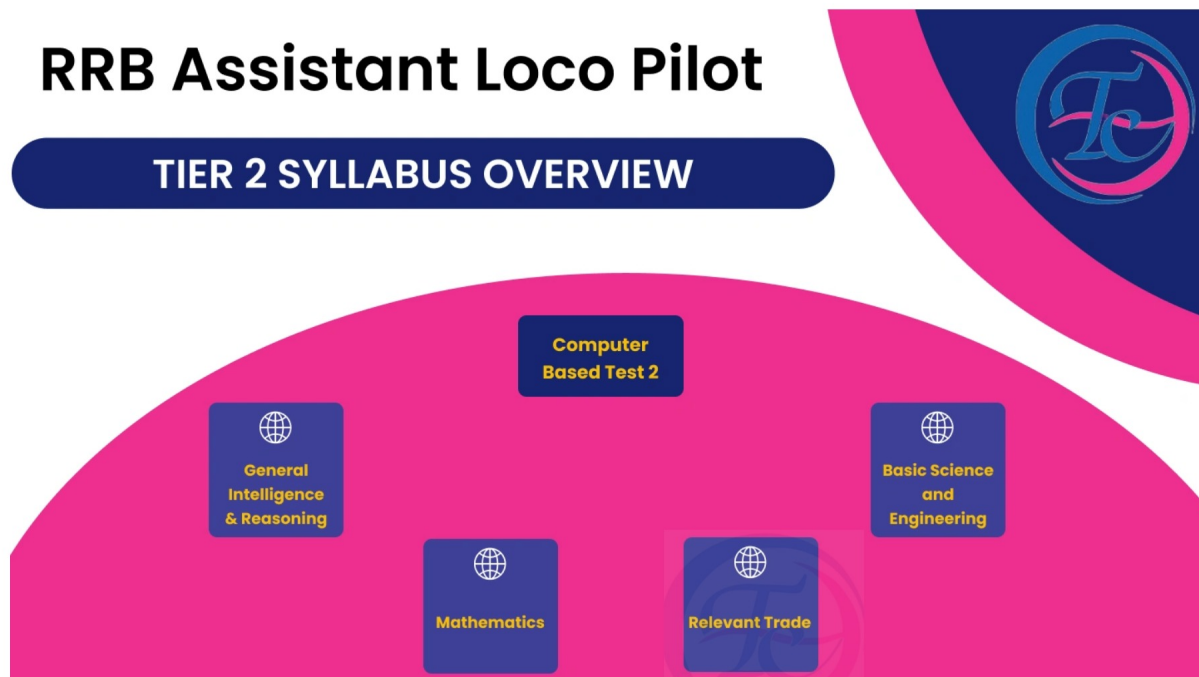 RRB Assistant Loco Pilot
TIER 2 SYLLABUS OVERVIEW
Tc
Computer
Based Test 2
General
Intelligence
& Reasoning
Basic Science
and
Engineering
Mathematics
Relevant Trade